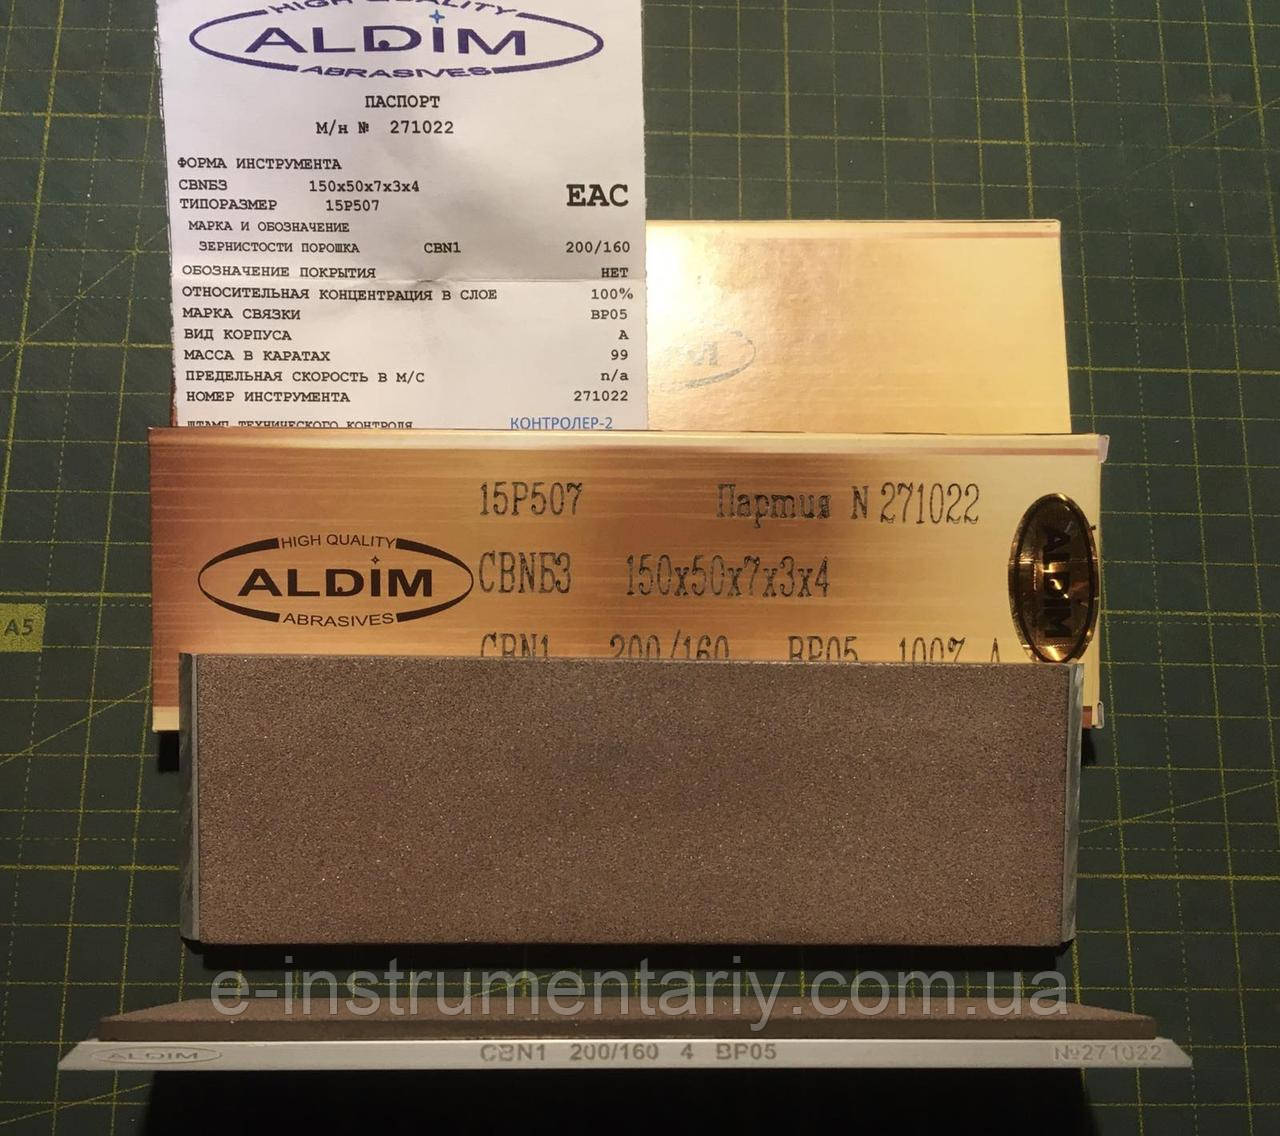 HIGH QUALITY
ALDIM
ABRASIVES
ПАСПОРТ
М/н № 271022
ФОРМА ИНСТРУМЕНТА
CBNБЗ 150x50x7x3x4
ТИПОРАЗМЕР 15P507
EAC
МАРКА И ОБОЗНАЧЕНИЕ
ЗЕРНИСТОСТИ ПОРОШКА CBN1 200/160
ОБОЗНАЧЕНИЕ ПОКРЫТИЯ НЕТ
ОТНОСИТЕЛЬНАЯ КОНЦЕНТРАЦИЯ В СЛОЕ 100%
МАРКА СВЯЗКИ BP05
ВИД КОРПУСА А
МАССА В КАРАТАХ 99
ПРЕДЕЛЬНАЯ СКОРОСТЬ В М/С n/a
НОМЕР ИНСТРУМЕНТА 271022
ШТАМП ТЕХНИЧЕСКОГО КОНТРОЛЯ КОНТРОЛЕР-2
15P507 Партия N 271022
HIGH QUALITY
ALDIM
ABRASIVES
CBNБЗ 150x50x7x3x4
CBN1 200/160 BP05 100% A
ALDIM
A5
e-instrumentariy.com.ua
ALDIM CBN1 200/160 4 BP05 №271022